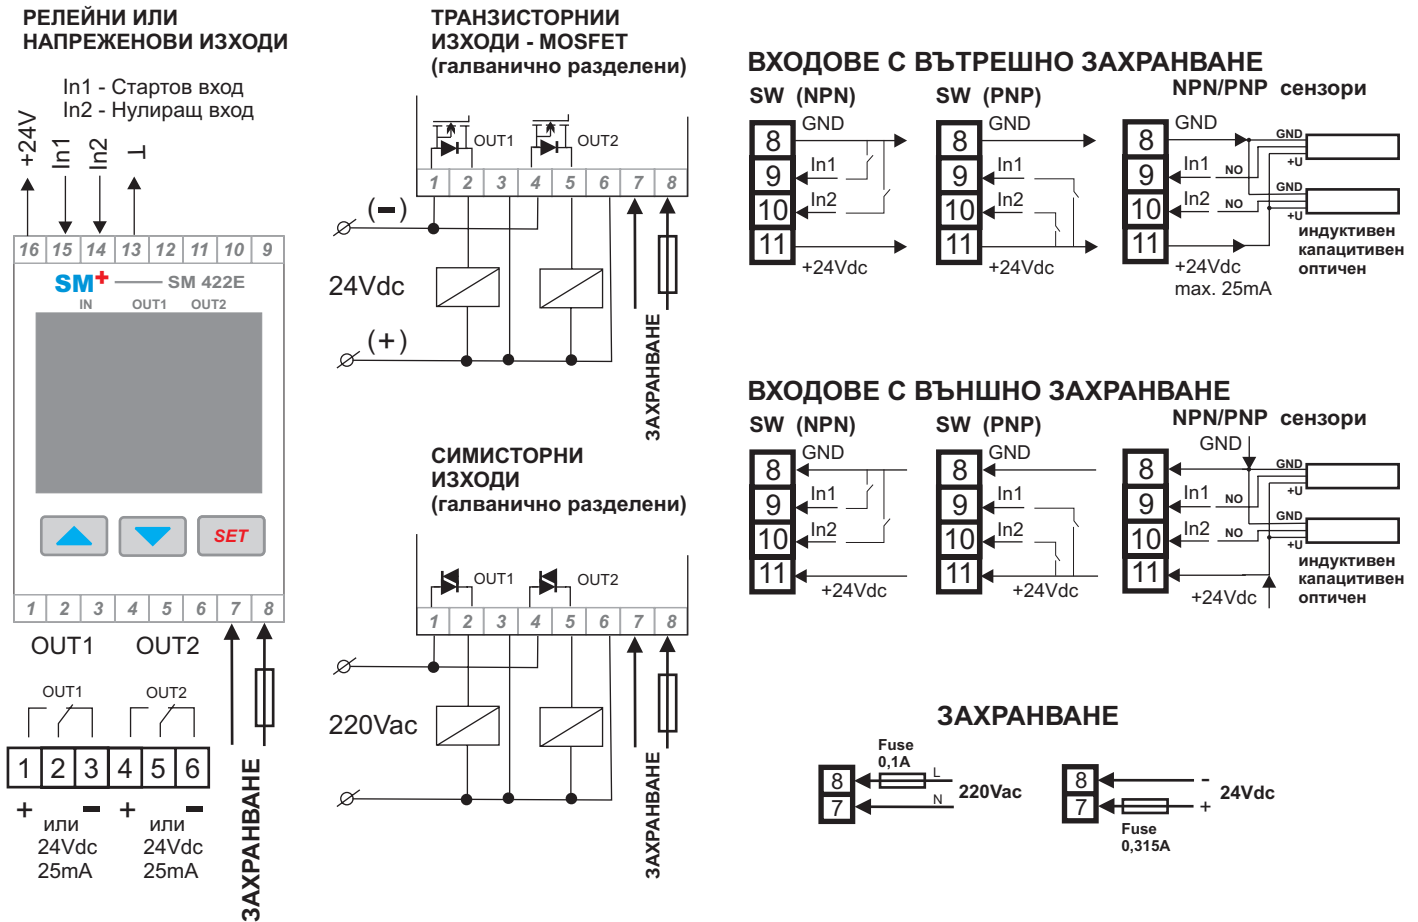 РЕЛЕЙНИ ИЛИ
НАПРЕЖЕНОВИ ИЗХОДИ
In1 - Стартов вход
In2 - Нулиращ вход
+24V
In1
In2
⊥
16 15 14 13 12 11 10 9
SM+ SM 422E
IN OUT1 OUT2
SET
1 2 3 4 5 6 7 8
OUT1 OUT2
OUT1 OUT2
1 2 3 4 5 6
+ − + −
или или
24Vdc 24Vdc
25mA 25mA
ЗАХРАНВАНЕ
ТРАНЗИСТОРНИИ
ИЗХОДИ - MOSFET
(галванично разделени)
OUT1 OUT2
1 2 3 4 5 6 7 8
(−)
24Vdc
(+)
ЗАХРАНВАНЕ
СИМИСТОРНИ
ИЗХОДИ
(галванично разделени)
OUT1 OUT2
1 2 3 4 5 6 7 8
220Vac
ЗАХРАНВАНЕ
ВХОДОВЕ С ВЪТРЕШНО ЗАХРАНВАНЕ
SW (NPN)
8 GND
9 In1
10 In2
11
+24Vdc
SW (PNP)
8 GND
9 In1
10 In2
11
+24Vdc
NPN/PNP сензори
8 GND
GND
9 In1 NO
+U
10 In2 NO
GND
+U
11
+24Vdc
max. 25mA
индуктивен
капацитивен
оптичен
ВХОДОВЕ С ВЪНШНО ЗАХРАНВАНЕ
SW (NPN)
8 GND
9 In1
10 In2
11
+24Vdc
SW (PNP)
8 GND
9 In1
10 In2
11
+24Vdc
NPN/PNP сензори
GND
8
GND
9 In1 NO
+U
10 In2 NO
GND
+U
11
+24Vdc
индуктивен
капацитивен
оптичен
ЗАХРАНВАНЕ
Fuse
0,1A
8 L
7 N
220Vac
8 -
7 +
24Vdc
Fuse
0,315A